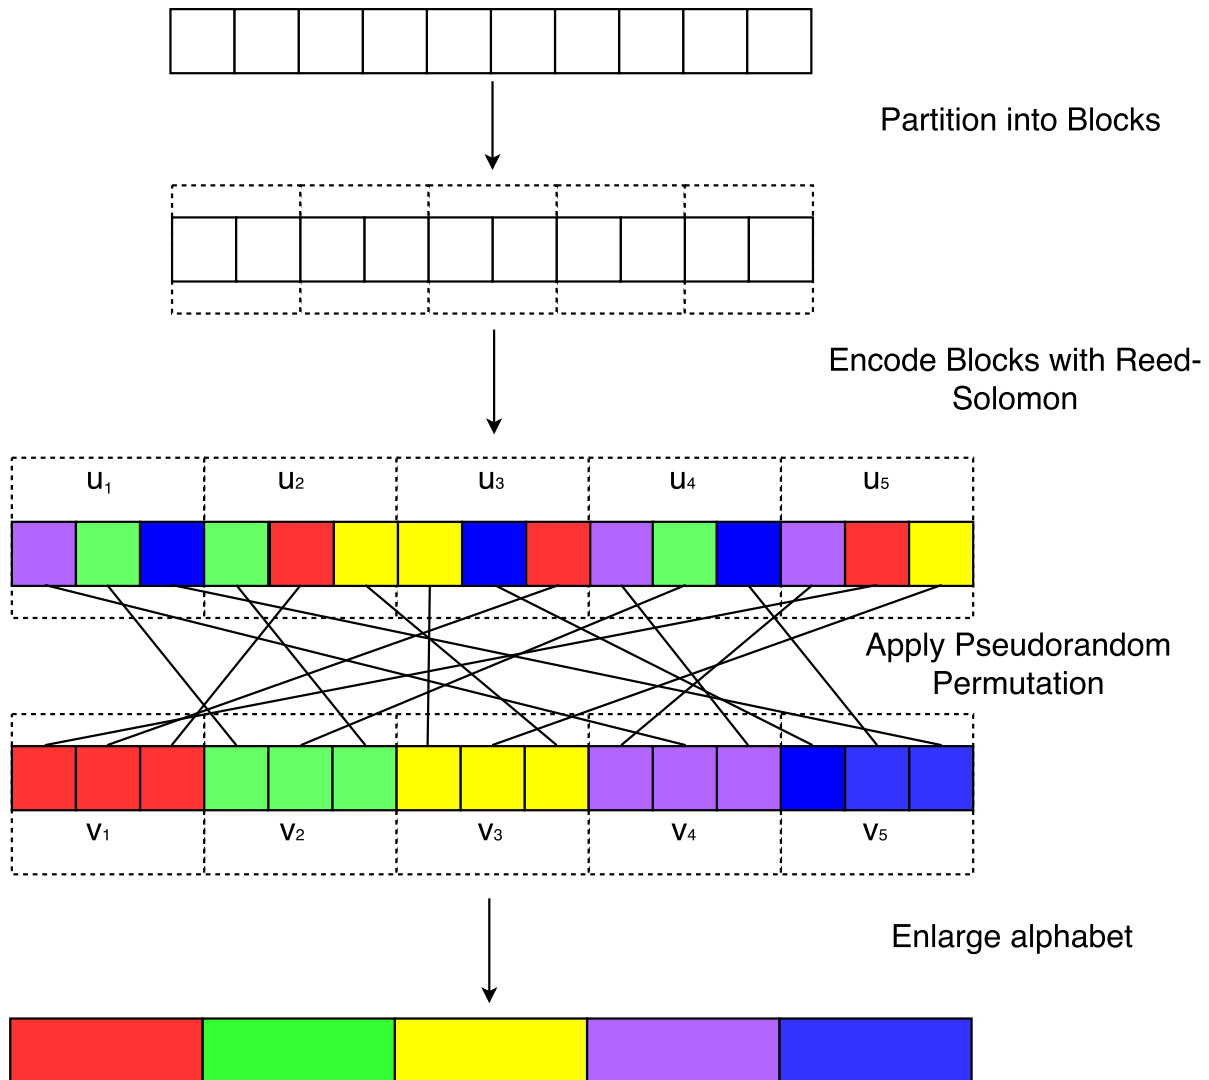 Partition into Blocks
Encode Blocks with Reed-
Solomon
u1 u2 u3 u4 u5
Apply Pseudorandom
Permutation
v1 v2 v3 v4 v5
Enlarge alphabet